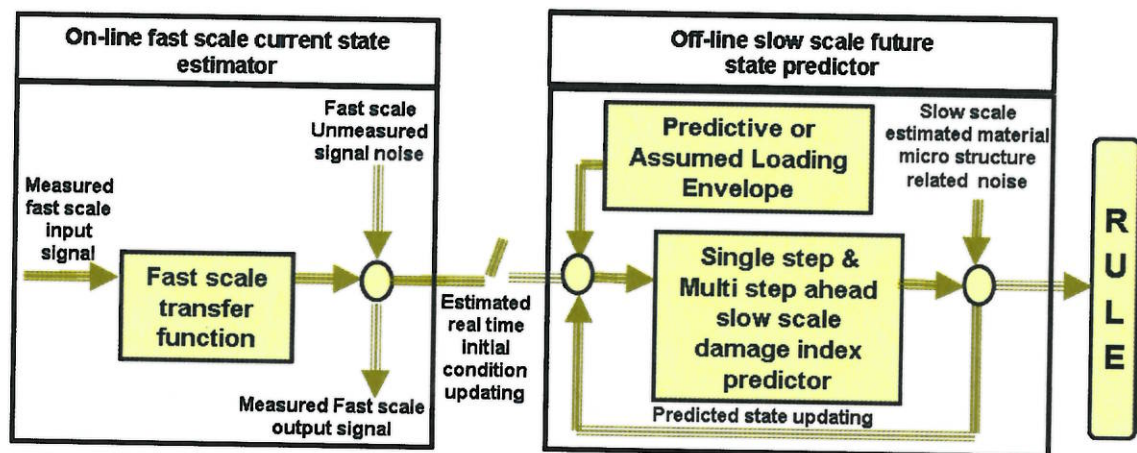 On-line fast scale current state
estimator
Fast scale
Unmeasured
signal noise
Measured
fast scale
input
signal
Fast scale
transfer
function
Measured Fast scale
output signal
Estimated
real time
initial
condition
updating
Off-line slow scale future
state predictor
Predictive or
Assumed Loading
Envelope
Slow scale
estimated material
micro structure
related noise
Single step &
Multi step ahead
slow scale
damage index
predictor
Predicted state updating
R
U
L
E